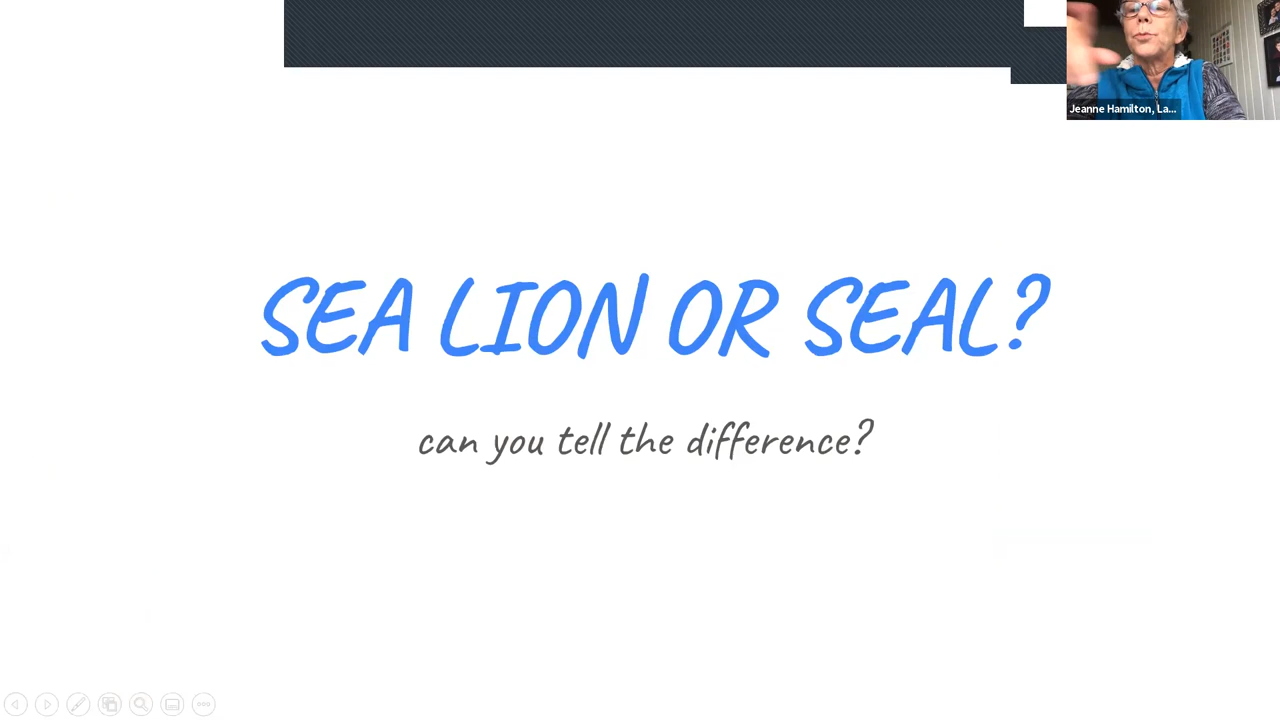 Jeanne Hamilton, La...
SEA LION OR SEAL?
can you tell the difference?